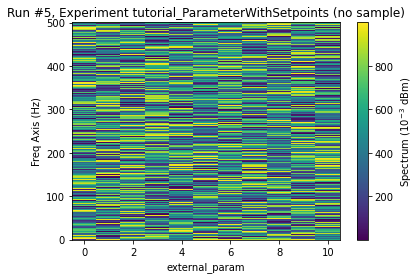 Run #5, Experiment tutorial_ParameterWithSetpoints (no sample)
500
400
300
200
100
0
Freq Axis (Hz)
0 2 4 6 8 10
external_param
800
600
400
200
Spectrum (10⁻³ dBm)